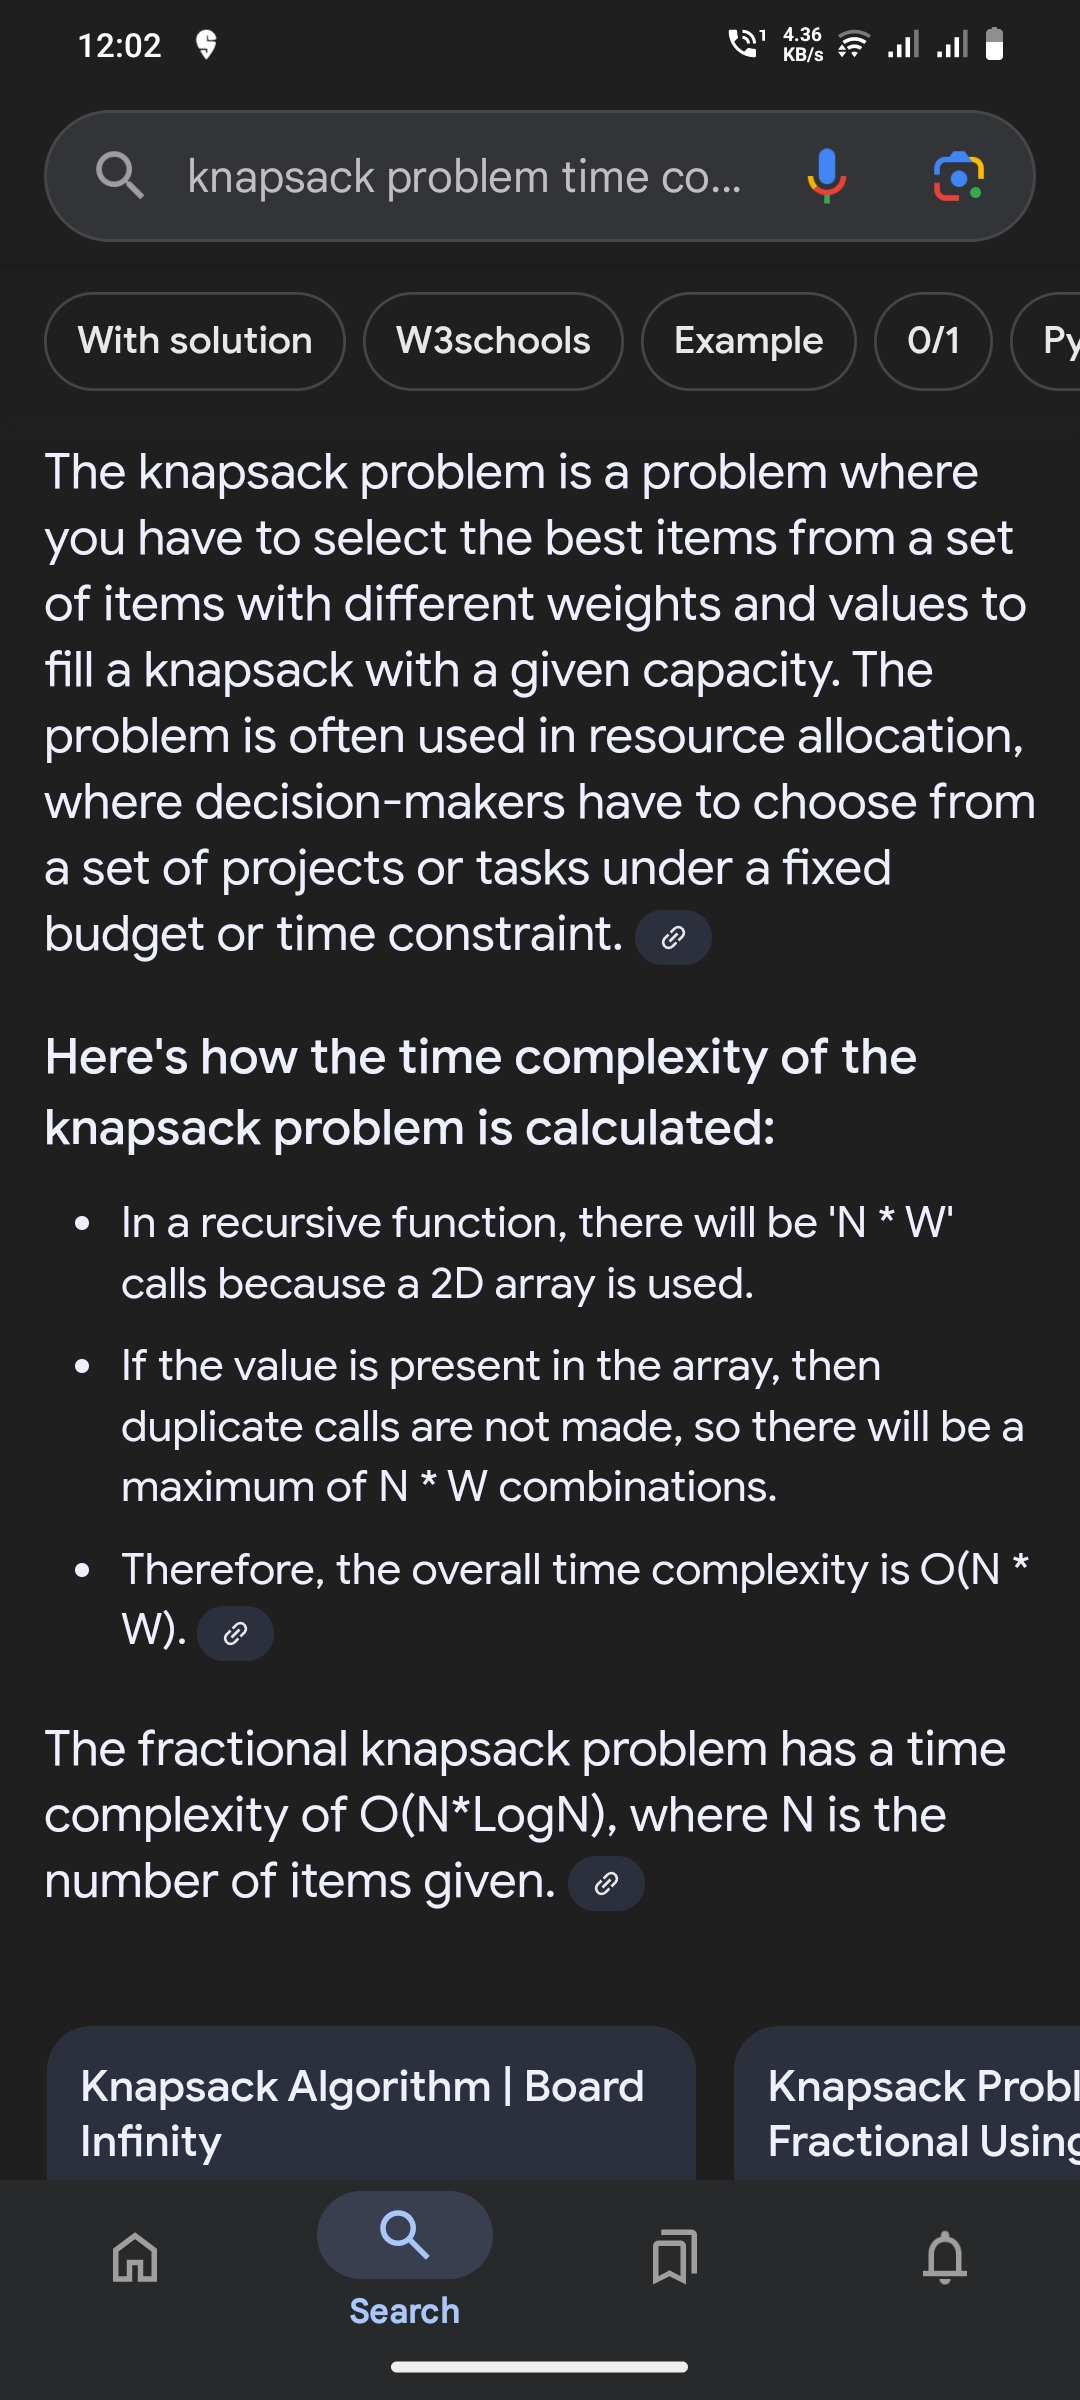 12:02
1
4.36
KB/s
knapsack problem time co...
With solution
W3schools
Example
0/1
Py
The knapsack problem is a problem where
you have to select the best items from a set
of items with different weights and values to
fill a knapsack with a given capacity. The
problem is often used in resource allocation,
where decision-makers have to choose from
a set of projects or tasks under a fixed
budget or time constraint.
Here's how the time complexity of the
knapsack problem is calculated:
• In a recursive function, there will be 'N * W'
calls because a 2D array is used.
• If the value is present in the array, then
duplicate calls are not made, so there will be a
maximum of N * W combinations.
• Therefore, the overall time complexity is O(N *
W).
The fractional knapsack problem has a time
complexity of O(N*LogN), where N is the
number of items given.
Knapsack Algorithm | Board
Infinity
Knapsack Probl
Fractional Using
Search